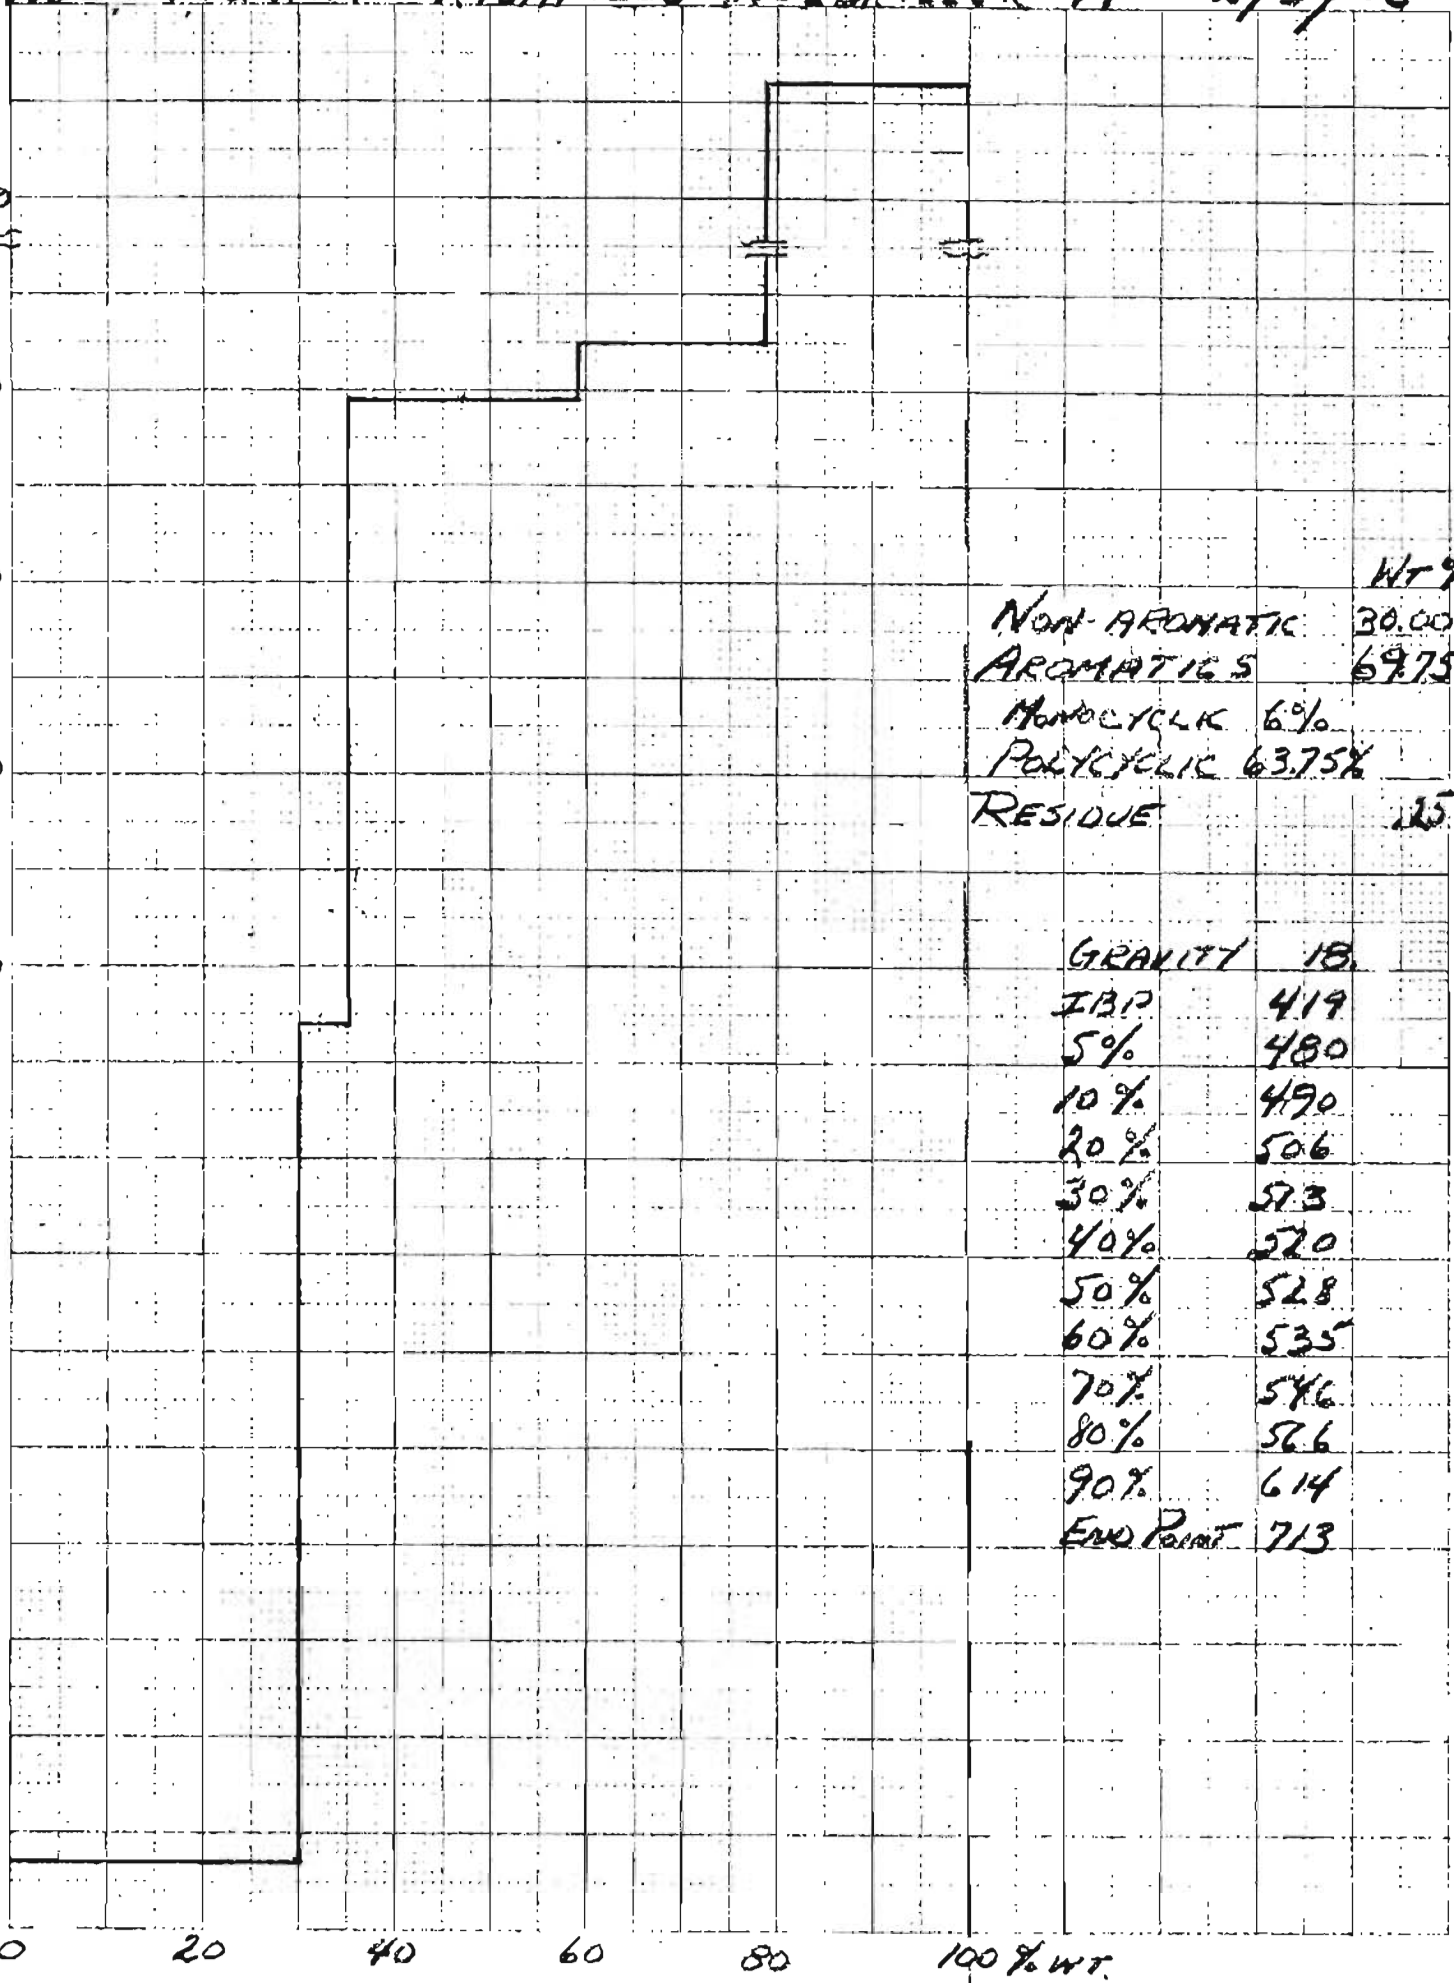 WT %
NON-AROMATIC 30.00
AROMATICS 69.75
MONOCYCLIC 6%
POLYCYCLIC 63.75%
RESIDUE .25
GRAVITY 18.
IBP 419
5% 480
10% 490
20% 506
30% 513
40% 520
50% 528
60% 535
70% 546
80% 566
90% 614
END POINT 713
0 20 40 60 80 100 % WT.